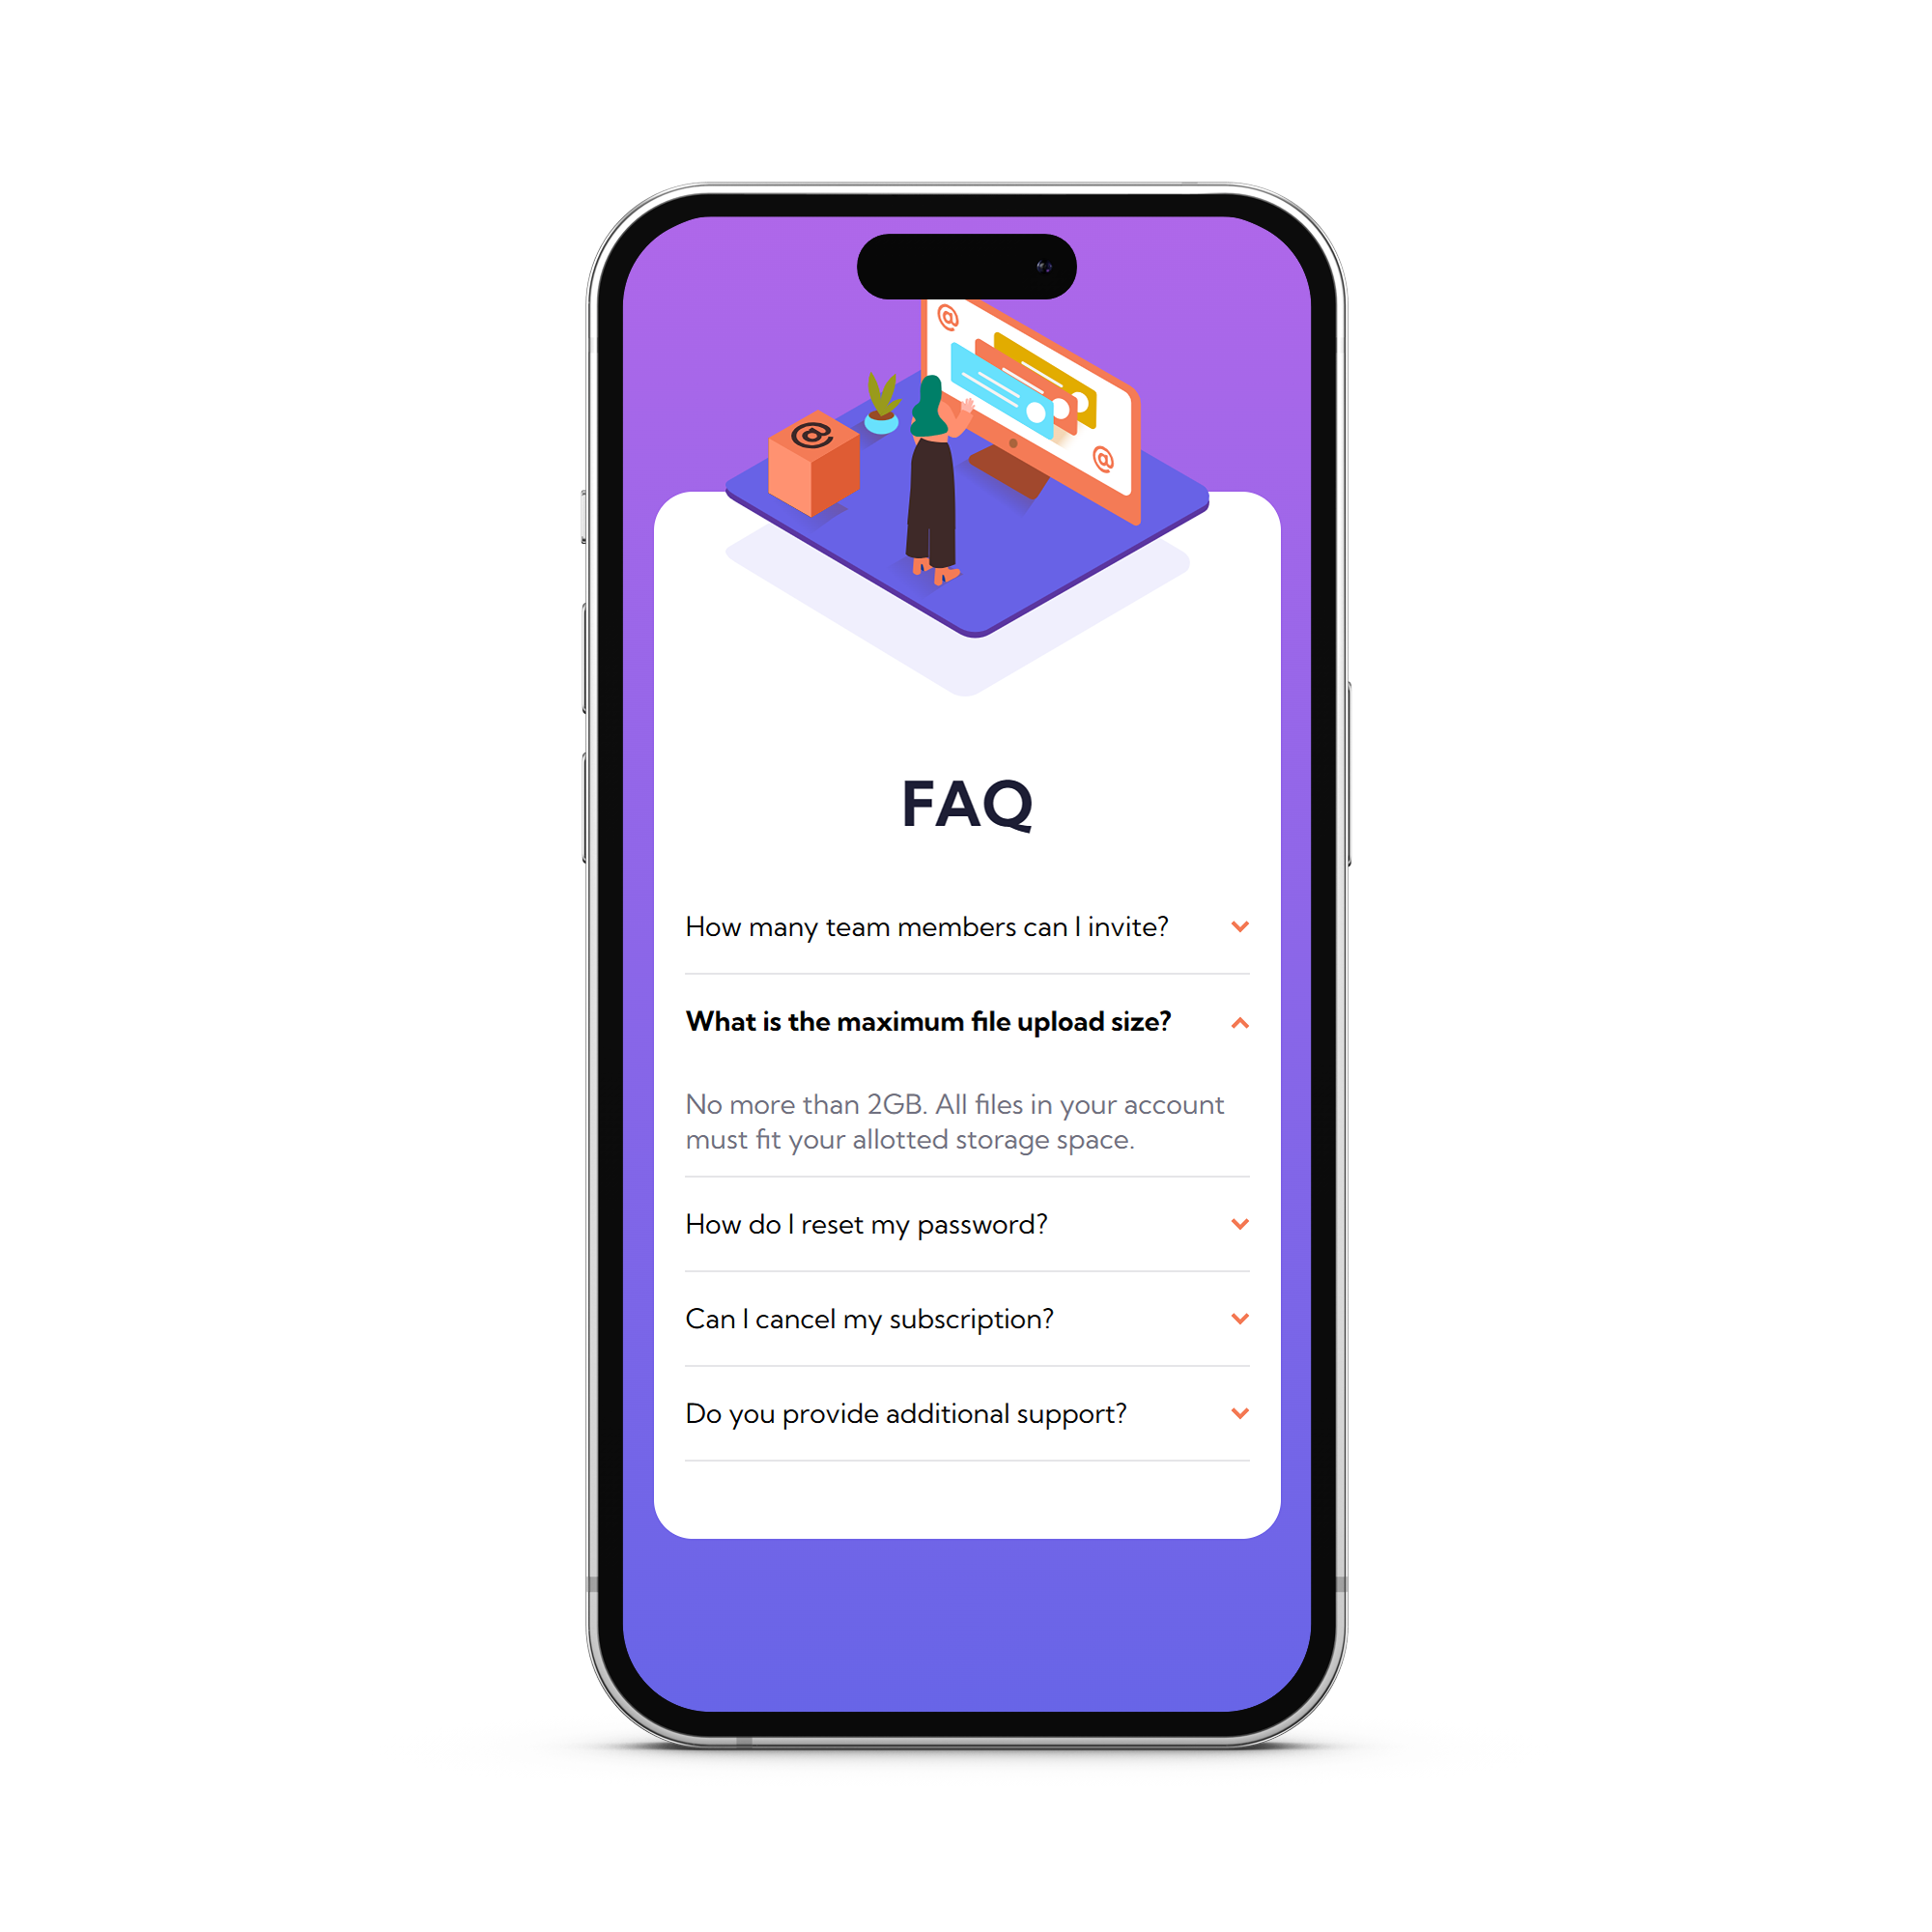 @
@
@
FAQ
How many team members can I invite?
What is the maximum file upload size?
No more than 2GB. All files in your account
must fit your allotted storage space.
How do I reset my password?
Can I cancel my subscription?
Do you provide additional support?